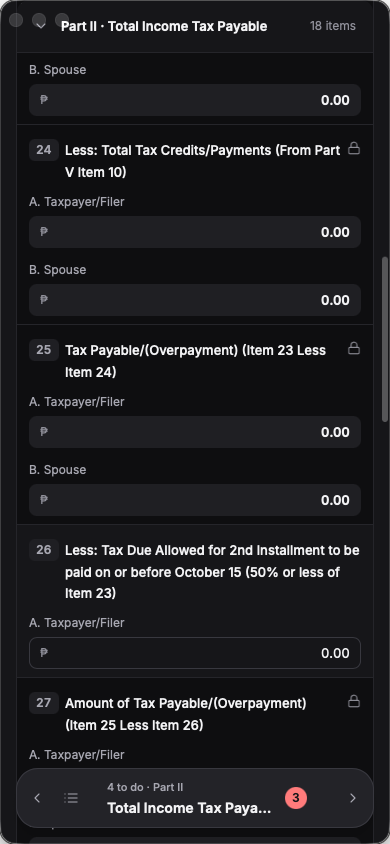 Part II · Total Income Tax Payable
18 items
B. Spouse
₱ 0.00
24 Less: Total Tax Credits/Payments (From Part
V Item 10)
A. Taxpayer/Filer
₱ 0.00
B. Spouse
₱ 0.00
25 Tax Payable/(Overpayment) (Item 23 Less
Item 24)
A. Taxpayer/Filer
₱ 0.00
B. Spouse
₱ 0.00
26 Less: Tax Due Allowed for 2nd Installment to be
paid on or before October 15 (50% or less of
Item 23)
A. Taxpayer/Filer
₱ 0.00
27 Amount of Tax Payable/(Overpayment)
(Item 25 Less Item 26)
A. Taxpayer/Filer
4 to do · Part II
Total Income Tax Paya...
3